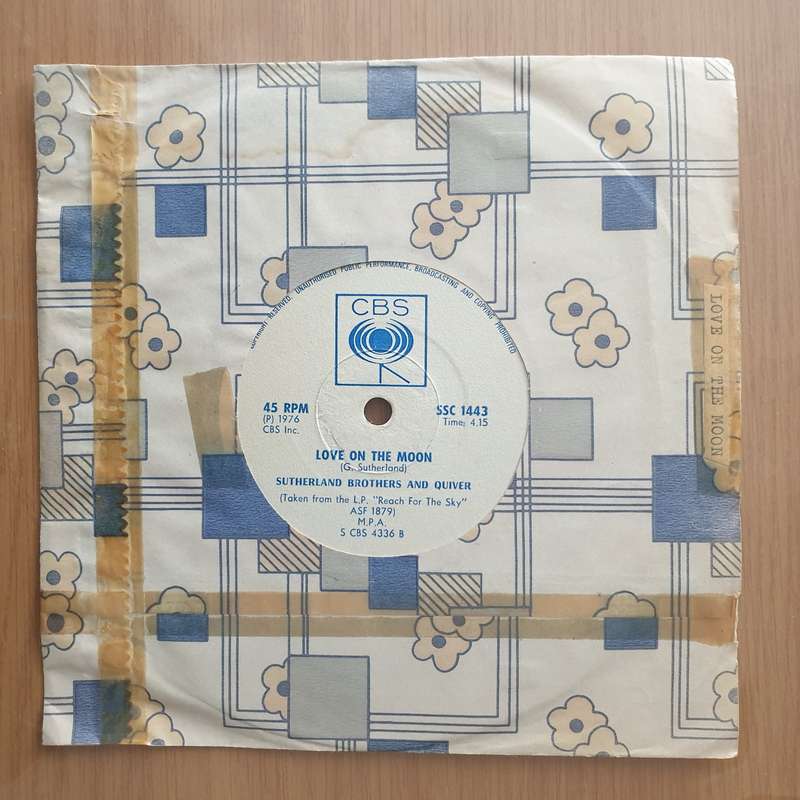 RESERVED. UNAUTHORISED PUBLIC PERFORMANCE, BROADCASTING AND COPYING PROHIBITED
CBS
45 RPM
(P) 1976
CBS Inc.
SSC 1443
Time: 4.15
LOVE ON THE MOON
(G. Sutherland)
SUTHERLAND BROTHERS AND QUIVER
(Taken from the L.P. "Reach For The Sky"
ASF 1879)
M.P.A.
S CBS 4336 B
LOVE ON THE MOON